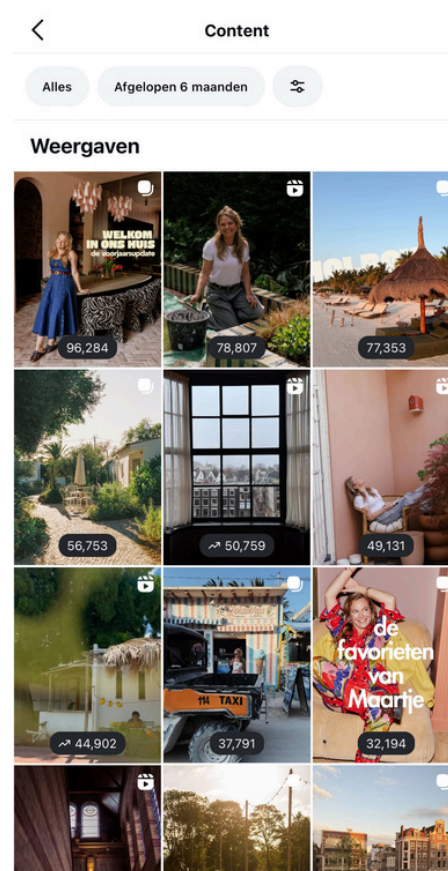 Content
Alles
Afgelopen 6 maanden
Weergaven
WELKOM
IN ONS HUIS
de voorjaarsupdate
96,284
78,807
77,353
56,753
50,759
49,131
44,902
114 TAXI
37,791
de
favorieten
van
Maartje
32,194